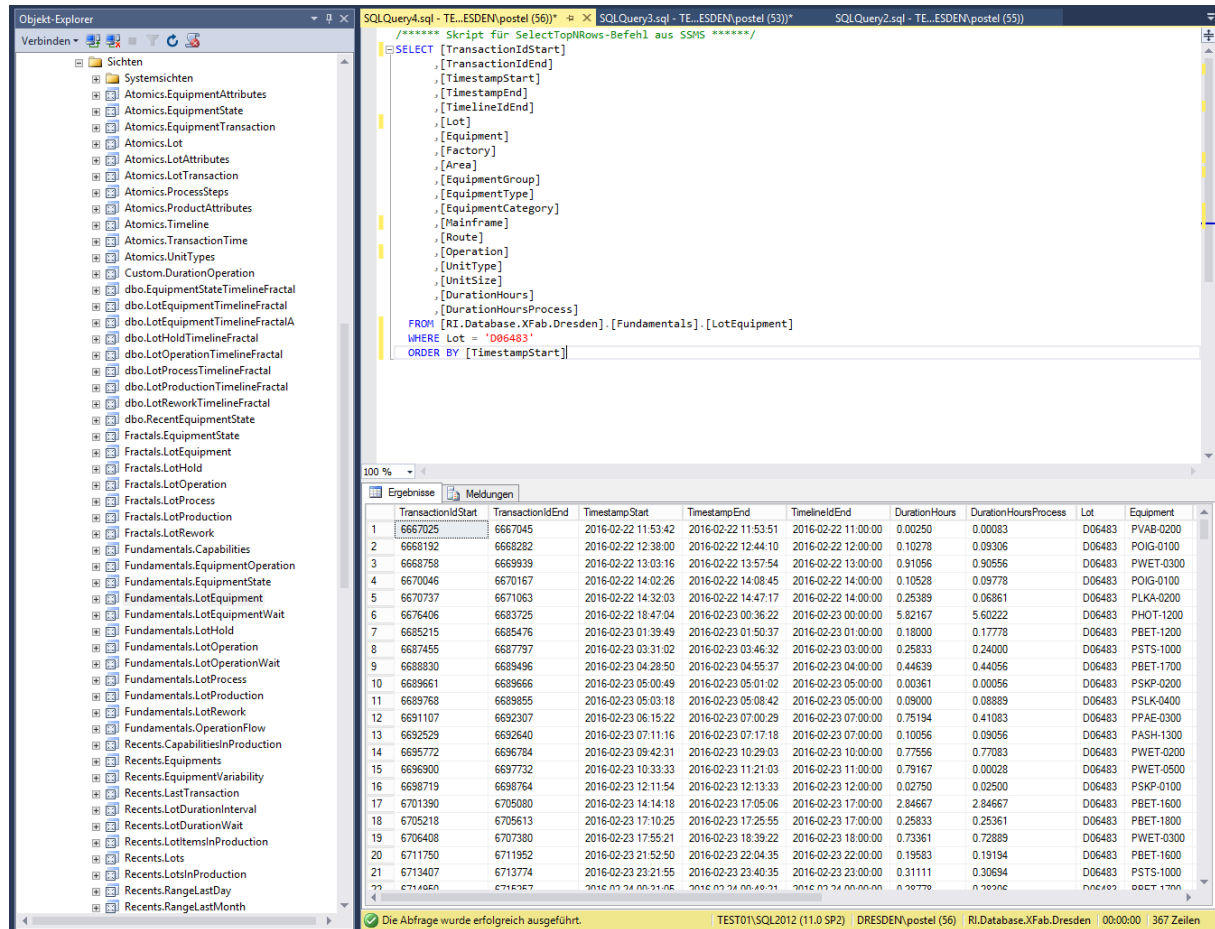 Objekt-Explorer
Verbinden
Sichten
Systemsichten
Atomics.EquipmentAttributes
Atomics.EquipmentState
Atomics.EquipmentTransaction
Atomics.Lot
Atomics.LotAttributes
Atomics.LotTransaction
Atomics.ProcessSteps
Atomics.ProductAttributes
Atomics.Timeline
Atomics.TransactionTime
Atomics.UnitTypes
Custom.DurationOperation
dbo.EquipmentStateTimelineFractal
dbo.LotEquipmentTimelineFractal
dbo.LotEquipmentTimelineFractalA
dbo.LotHoldTimelineFractal
dbo.LotOperationTimelineFractal
dbo.LotProcessTimelineFractal
dbo.LotProductionTimelineFractal
dbo.LotReworkTimelineFractal
dbo.RecentEquipmentState
Fractals.EquipmentState
Fractals.LotEquipment
Fractals.LotHold
Fractals.LotOperation
Fractals.LotProcess
Fractals.LotProduction
Fractals.LotRework
Fundamentals.Capabilities
Fundamentals.EquipmentOperation
Fundamentals.EquipmentState
Fundamentals.LotEquipment
Fundamentals.LotEquipmentWait
Fundamentals.LotHold
Fundamentals.LotOperation
Fundamentals.LotOperationWait
Fundamentals.LotProcess
Fundamentals.LotProduction
Fundamentals.LotRework
Fundamentals.OperationFlow
Recents.CapabilitiesInProduction
Recents.Equipments
Recents.EquipmentVariability
Recents.LastTransaction
Recents.LotDurationInterval
Recents.LotDurationWait
Recents.LotItemsInProduction
Recents.Lots
Recents.LotsInProduction
Recents.RangeLastDay
Recents.RangeLastMonth
SQLQuery4.sql - TE...ESDEN\postel (56))* SQLQuery3.sql - TE...ESDEN\postel (53))* SQLQuery2.sql - TE...ESDEN\postel (55))
/****** Skript für SelectTopNRows-Befehl aus SSMS ******/
SELECT [TransactionIdStart]
,[TransactionIdEnd]
,[TimestampStart]
,[TimestampEnd]
,[TimelineIdEnd]
,[Lot]
,[Equipment]
,[Factory]
,[Area]
,[EquipmentGroup]
,[EquipmentType]
,[EquipmentCategory]
,[Mainframe]
,[Route]
,[Operation]
,[UnitType]
,[UnitSize]
,[DurationHours]
,[DurationHoursProcess]
FROM [RI.Database.XFab.Dresden].[Fundamentals].[LotEquipment]
WHERE Lot = 'D06483'
ORDER BY [TimestampStart]
100 %
Ergebnisse Meldungen
TransactionIdStart TransactionIdEnd TimestampStart TimestampEnd TimelineIdEnd DurationHours DurationHoursProcess Lot Equipment
1 6667025 6667045 2016-02-22 11:53:42 2016-02-22 11:53:51 2016-02-22 11:00:00 0.00250 0.00083 D06483 PVAB-0200
2 6668192 6668282 2016-02-22 12:38:00 2016-02-22 12:44:10 2016-02-22 12:00:00 0.10278 0.09306 D06483 POIG-0100
3 6668758 6669939 2016-02-22 13:03:16 2016-02-22 13:57:54 2016-02-22 13:00:00 0.91056 0.90556 D06483 PWET-0300
4 6670046 6670167 2016-02-22 14:02:26 2016-02-22 14:08:45 2016-02-22 14:00:00 0.10528 0.09778 D06483 POIG-0100
5 6670737 6671063 2016-02-22 14:32:03 2016-02-22 14:47:17 2016-02-22 14:00:00 0.25389 0.06861 D06483 PLKA-0200
6 6676406 6683725 2016-02-22 18:47:04 2016-02-23 00:36:22 2016-02-23 00:00:00 5.82167 5.60222 D06483 PHOT-1200
7 6685215 6685476 2016-02-23 01:39:49 2016-02-23 01:50:37 2016-02-23 01:00:00 0.18000 0.17778 D06483 PBET-1200
8 6687455 6687797 2016-02-23 03:31:02 2016-02-23 03:46:32 2016-02-23 03:00:00 0.25833 0.24000 D06483 PSTS-1000
9 6688830 6689496 2016-02-23 04:28:50 2016-02-23 04:55:37 2016-02-23 04:00:00 0.44639 0.44056 D06483 PBET-1700
10 6689661 6689666 2016-02-23 05:00:49 2016-02-23 05:01:02 2016-02-23 05:00:00 0.00361 0.00056 D06483 PSKP-0200
11 6689768 6689855 2016-02-23 05:03:18 2016-02-23 05:08:42 2016-02-23 05:00:00 0.09000 0.08889 D06483 PSLK-0400
12 6691107 6692307 2016-02-23 06:15:22 2016-02-23 07:00:29 2016-02-23 07:00:00 0.75194 0.41083 D06483 PPAE-0300
13 6692529 6692640 2016-02-23 07:11:16 2016-02-23 07:17:18 2016-02-23 07:00:00 0.10056 0.09056 D06483 PASH-1300
14 6695772 6696784 2016-02-23 09:42:31 2016-02-23 10:29:03 2016-02-23 10:00:00 0.77556 0.77083 D06483 PWET-0200
15 6696900 6697732 2016-02-23 10:33:33 2016-02-23 11:21:03 2016-02-23 11:00:00 0.79167 0.00028 D06483 PWET-0500
16 6698719 6698764 2016-02-23 12:11:54 2016-02-23 12:13:33 2016-02-23 12:00:00 0.02750 0.02500 D06483 PSKP-0100
17 6701390 6705080 2016-02-23 14:14:18 2016-02-23 17:05:06 2016-02-23 17:00:00 2.84667 2.84667 D06483 PBET-1600
18 6705218 6705613 2016-02-23 17:10:25 2016-02-23 17:25:55 2016-02-23 17:00:00 0.25833 0.25361 D06483 PBET-1800
19 6706408 6707380 2016-02-23 17:55:21 2016-02-23 18:39:22 2016-02-23 18:00:00 0.73361 0.72889 D06483 PWET-0300
20 6711750 6711952 2016-02-23 21:52:50 2016-02-23 22:04:35 2016-02-23 22:00:00 0.19583 0.19194 D06483 PBET-1600
21 6713407 6713774 2016-02-23 23:21:55 2016-02-23 23:40:35 2016-02-23 23:00:00 0.31111 0.30694 D06483 PSTS-1000
22 6714950 6715257 2016-02-24 00:31:05 2016-02-24 00:48:21 2016-02-24 00:00:00 0.28778 0.28306 D06483 PBET-1700
Die Abfrage wurde erfolgreich ausgeführt. TEST01\SQL2012 (11.0 SP2) DRESDEN\postel (56) RI.Database.XFab.Dresden 00:00:00 367 Zeilen